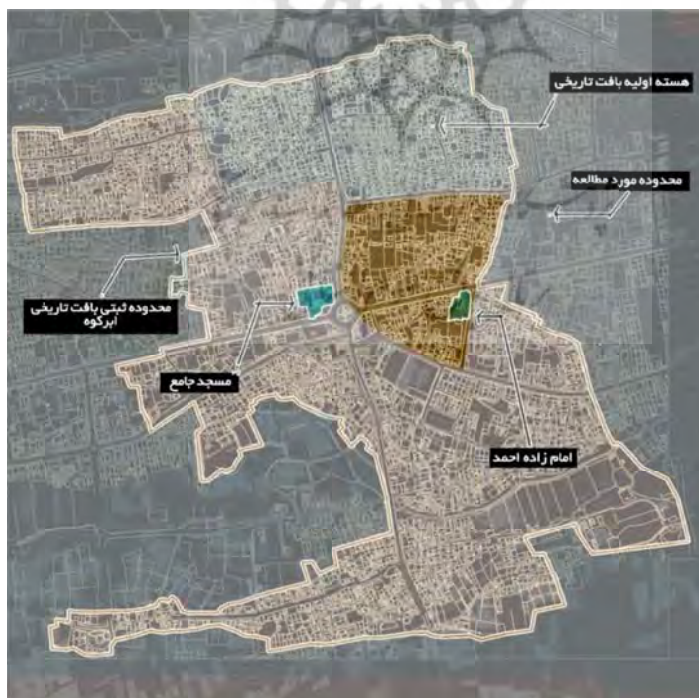 هسته اولیه بافت تاریخی
محدوده مورد مطالعه
محدوده ثبتی بافت تاریخی
ابرکوه
مسجد جامع
امام زاده احمد